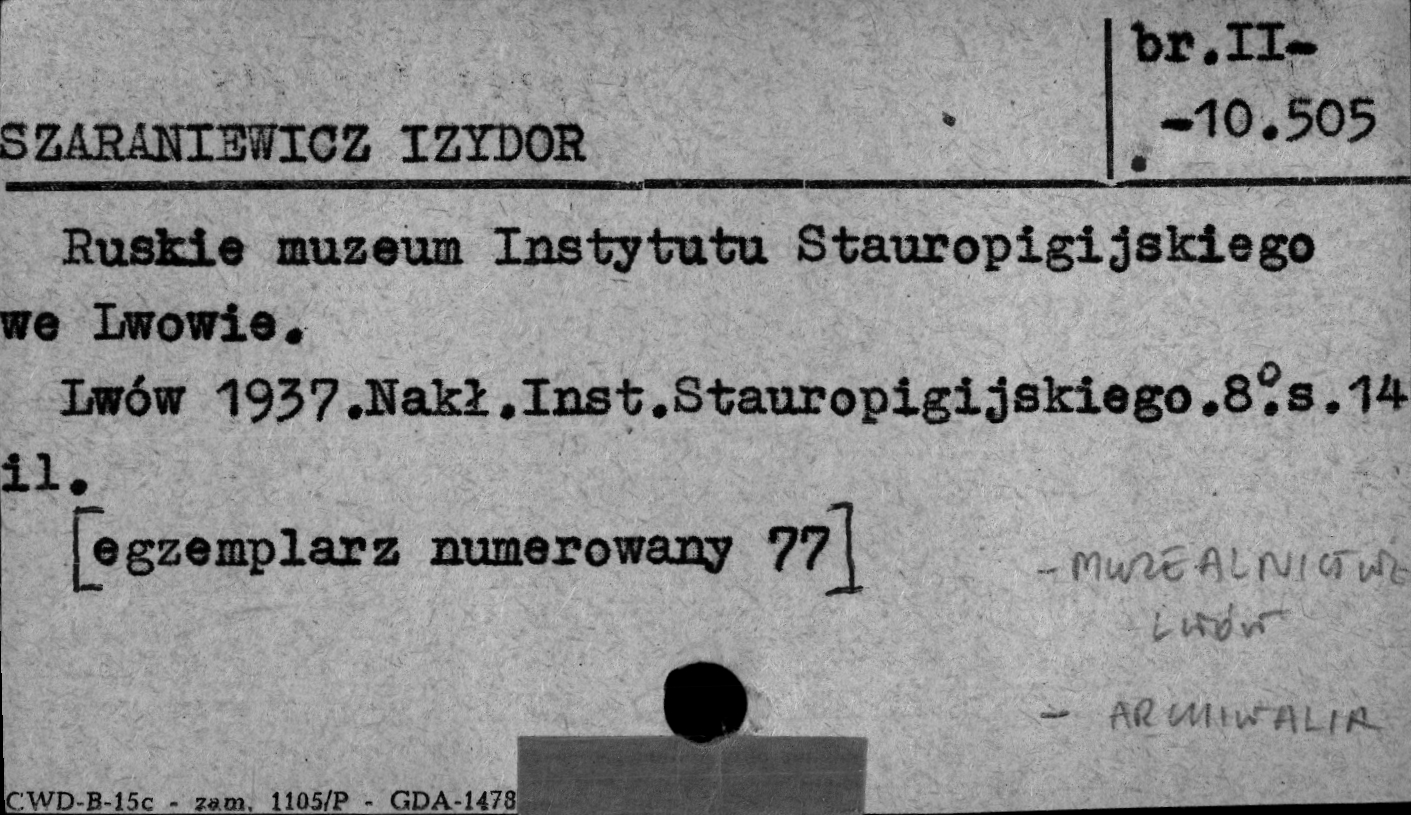 br.II-
-10.505
SZARANIEWICZ IZYDOR
Ruskie muzeum Instytutu Stauropigijskiego
we Lwowie.
Lwów 1937.Nakł.Inst.Stauropigijskiego.8º.s.14
il.
[egzemplarz numerowany 77]
- MUZEALNICTWO
LWÓW
- ARCHIWALIA
CWD-B-15c - zam. 1105/P - GDA-1478